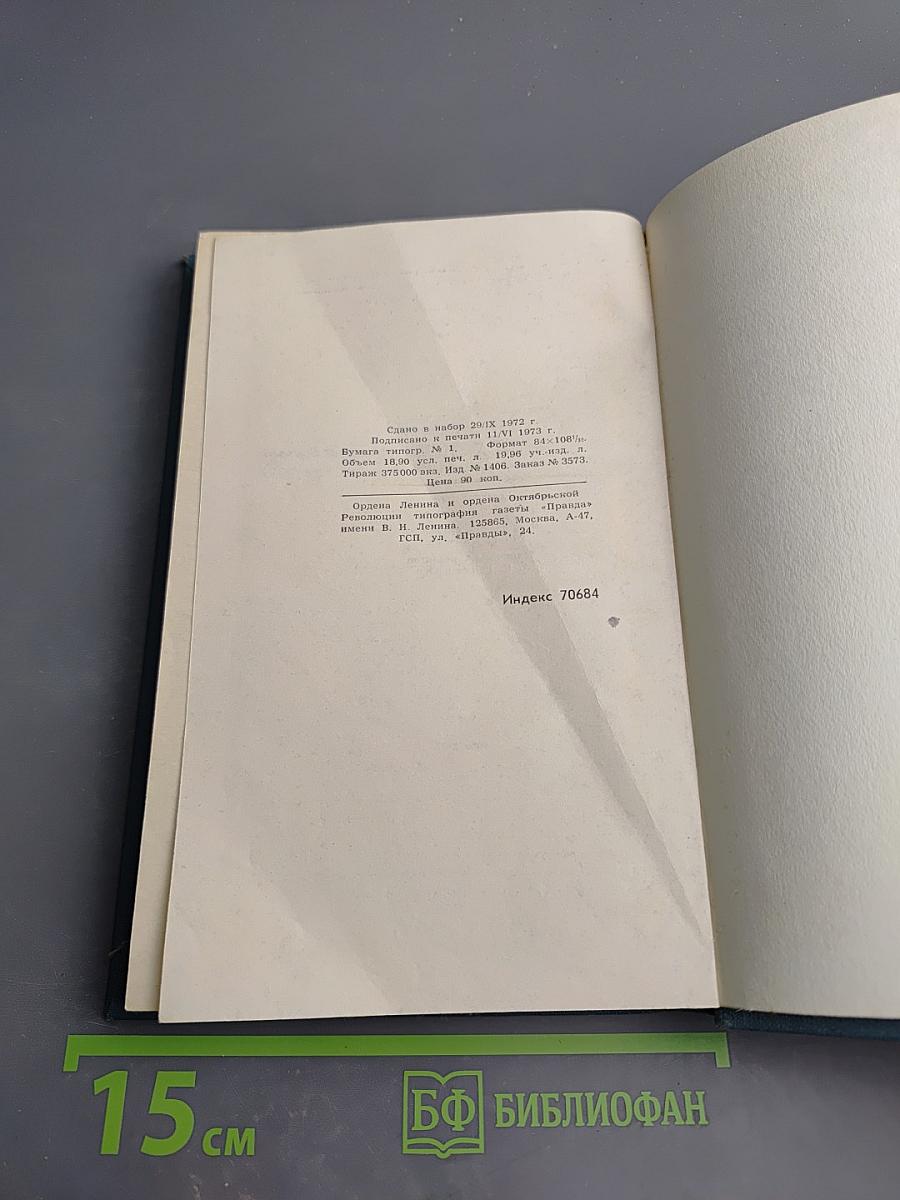 Сдано в набор 29/IX 1972 г.
Подписано к печати 11/VI 1973 г.
Бумага типогр. № 1. Формат 84×108¹/₃₂.
Объем 18,90 усл. печ. л. 19,96 уч.-изд. л.
Тираж 375 000 экз. Изд. № 1406. Заказ № 3573.
Цена 90 коп.
Ордена Ленина и ордена Октябрьской
Революции типография газеты «Правда»
имени В. И. Ленина. 125865, Москва, А-47,
ГСП, ул. «Правды», 24.
Индекс 70684
15 см
БФ БИБЛИОФАН